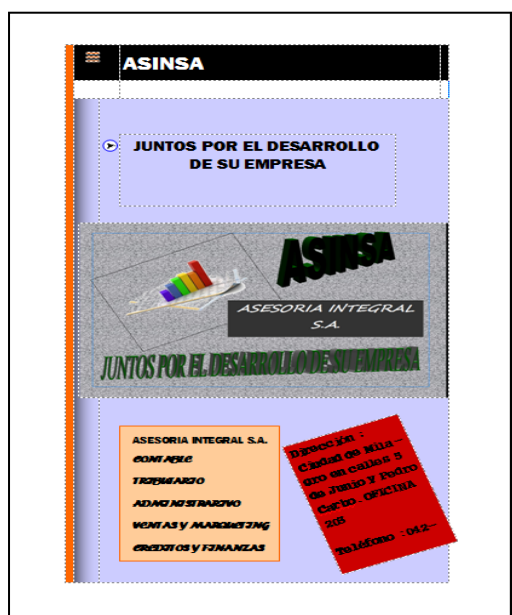 ASINSA
JUNTOS POR EL DESARROLLO
DE SU EMPRESA
ASINSA
ASESORIA INTEGRAL
S.A.
JUNTOS POR EL DESARROLLO DE SU EMPRESA
ASESORIA INTEGRAL S.A.
CONTABLE
TRIBUTARIO
ADMINISTRATIVO
VENTAS Y MARQUETING
CREDITOS Y FINANZAS
Dirección :
Ciudad de Mila –
gro en calles 5
de Junio y Pedro
Carbo . OFICINA
205
Teléfono : 042–